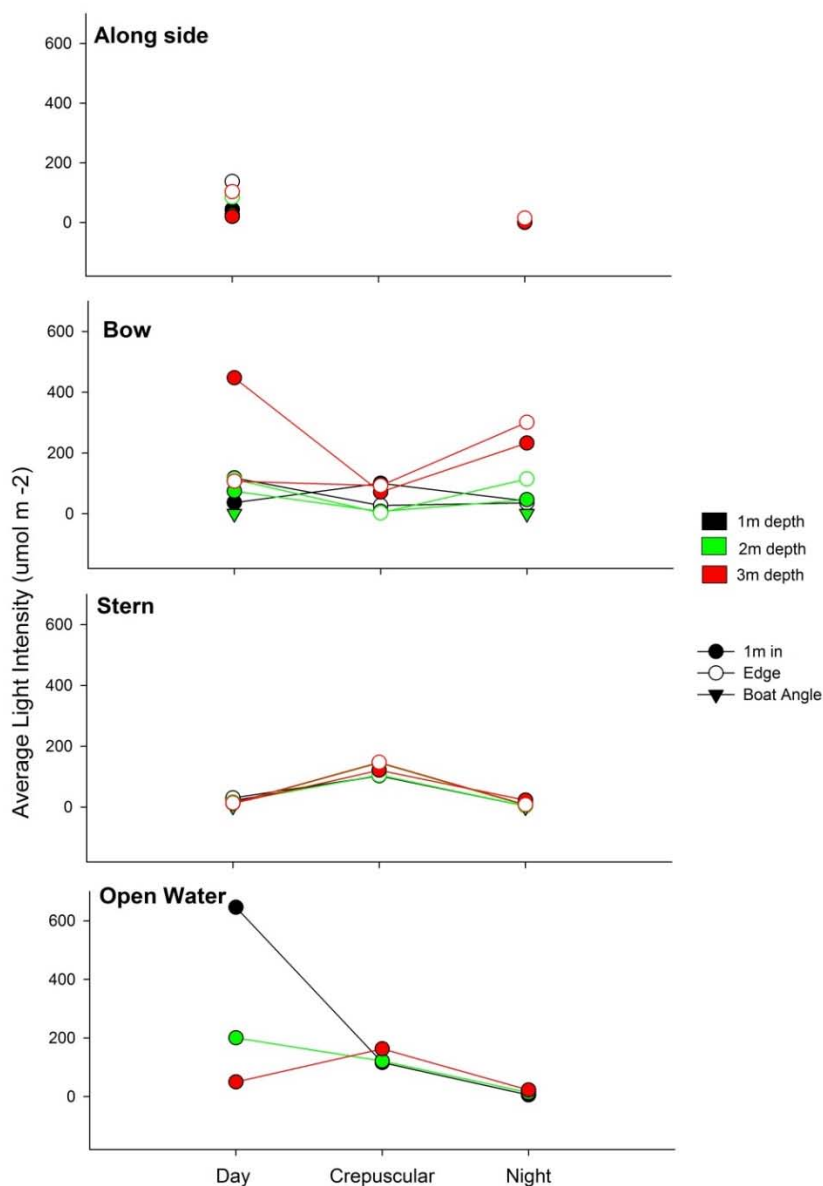 Along side
600
400
200
0
Bow
600
400
200
0
Stern
600
400
200
0
Open Water
600
400
200
0
Average Light Intensity (umol m -2)
Day Crepuscular Night
1m depth
2m depth
3m depth
1m in
Edge
Boat Angle